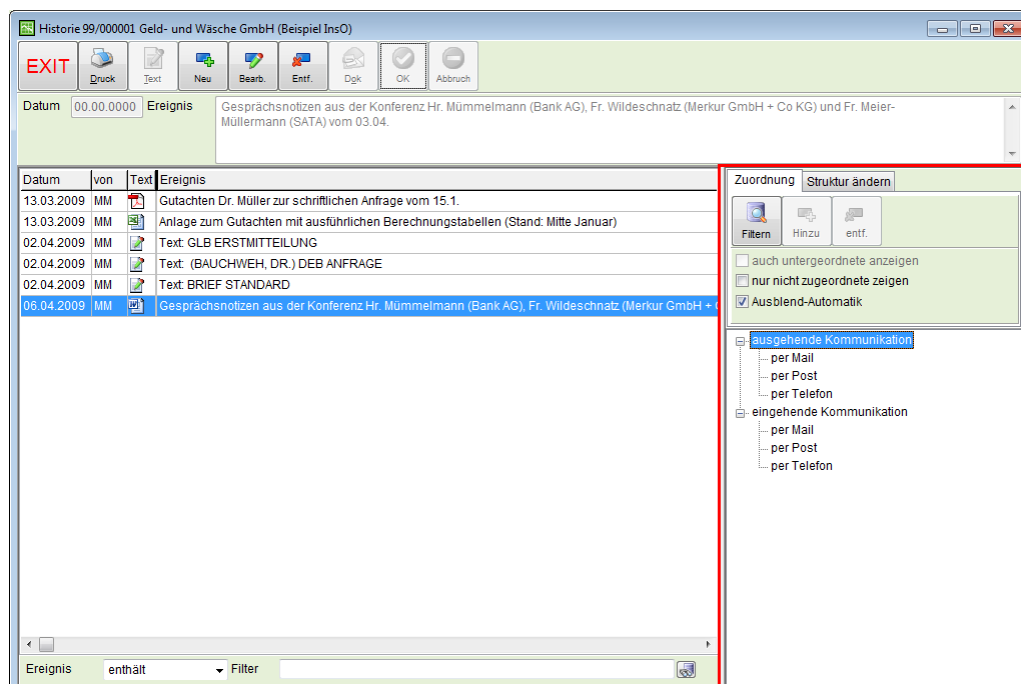 Historie 99/000001 Geld- und Wäsche GmbH (Beispiel InsO)
EXIT Druck Text Neu Bearb. Entf. Dok OK Abbruch
Datum 00.00.0000 Ereignis Gesprächsnotizen aus der Konferenz Hr. Mümmelmann (Bank AG), Fr. Wildeschnatz (Merkur GmbH + Co KG) und Fr. Meier-
Müllermann (SATA) vom 03.04.
Datum von Text Ereignis
13.03.2009 MM Gutachten Dr. Müller zur schriftlichen Anfrage vom 15.1.
13.03.2009 MM Anlage zum Gutachten mit ausführlichen Berechnungstabellen (Stand: Mitte Januar)
02.04.2009 MM Text: GLB ERSTMITTEILUNG
02.04.2009 MM Text: (BAUCHWEH, DR.) DEB ANFRAGE
02.04.2009 MM Text: BRIEF STANDARD
06.04.2009 MM Gesprächsnotizen aus der Konferenz Hr. Mümmelmann (Bank AG), Fr. Wildeschnatz (Merkur GmbH +
Zuordnung Struktur ändern
Filtern Hinzu entf.
auch untergeordnete anzeigen
nur nicht zugeordnete zeigen
Ausblend-Automatik
ausgehende Kommunikation
per Mail
per Post
per Telefon
eingehende Kommunikation
per Mail
per Post
per Telefon
Ereignis enthält Filter